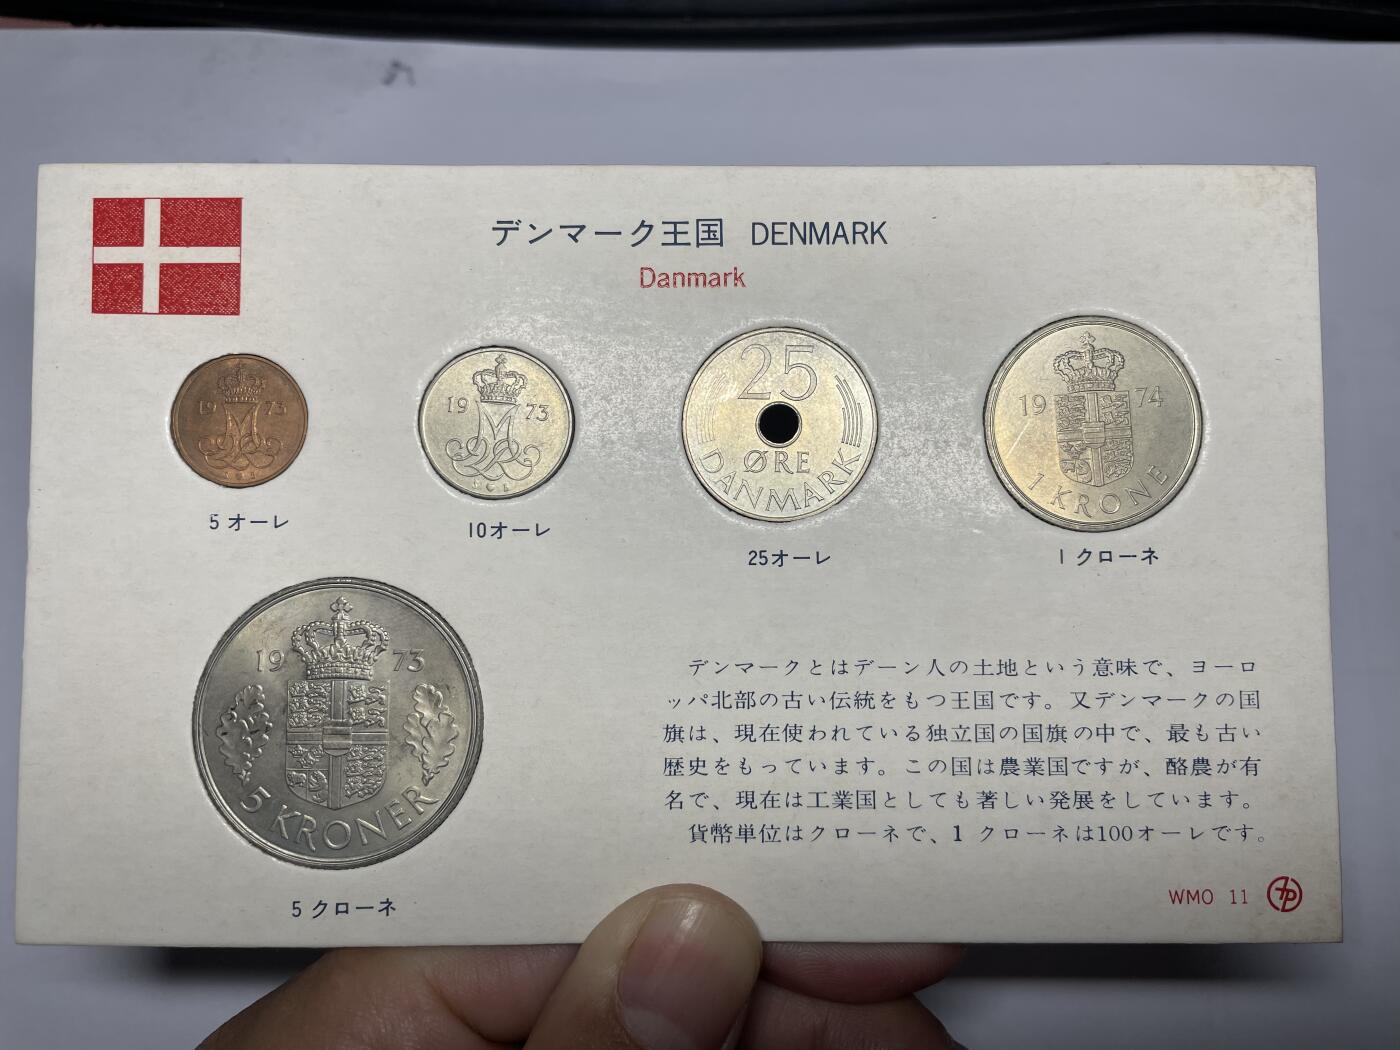 デンマーク王国 DENMARK
Danmark
19 73
19 73
25
ØRE
DANMARK
19 74
1 KRONE
5 オーレ
10オーレ
25オーレ
1 クローネ
19 73
5 KRONER
5 クローネ
デンマークとはデーン人の土地という意味で、ヨーロ
ッパ北部の古い伝統をもつ王国です。又デンマークの国
旗は、現在使われている独立国の国旗の中で、最も古い
歴史をもっています。この国は農業国ですが、酪農が有
名で、現在は工業国としても著しい発展をしています。
貨幣単位はクローネで、1 クローネは100オーレです。
WMO 11